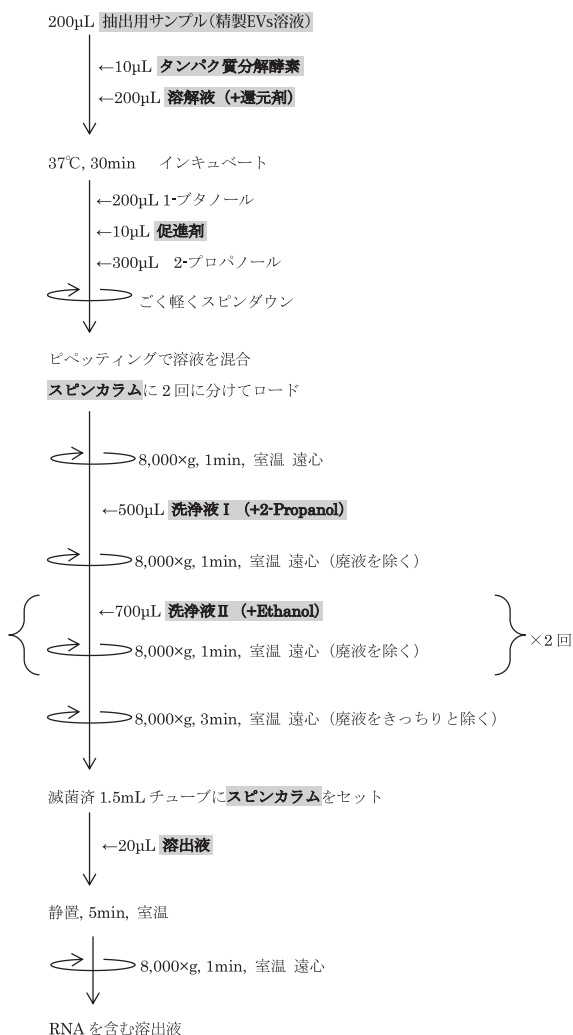 200µL 抽出用サンプル(精製EVs溶液)
←10µL タンパク質分解酵素
←200µL 溶解液（+還元剤）
37℃, 30min インキュベート
←200µL 1-ブタノール
←10µL 促進剤
←300µL 2-プロパノール
ごく軽くスピンダウン
ピペッティングで溶液を混合
スピンカラムに２回に分けてロード
8,000×g, 1min, 室温 遠心
←500µL 洗浄液Ⅰ（+2-Propanol）
8,000×g, 1min, 室温 遠心（廃液を除く）
←700µL 洗浄液Ⅱ（+Ethanol）
8,000×g, 1min, 室温 遠心（廃液を除く）
×2 回
8,000×g, 3min, 室温 遠心（廃液をきっちりと除く）
滅菌済 1.5mL チューブにスピンカラムをセット
←20µL 溶出液
静置, 5min, 室温
8,000×g, 1min, 室温 遠心
RNA を含む溶出液